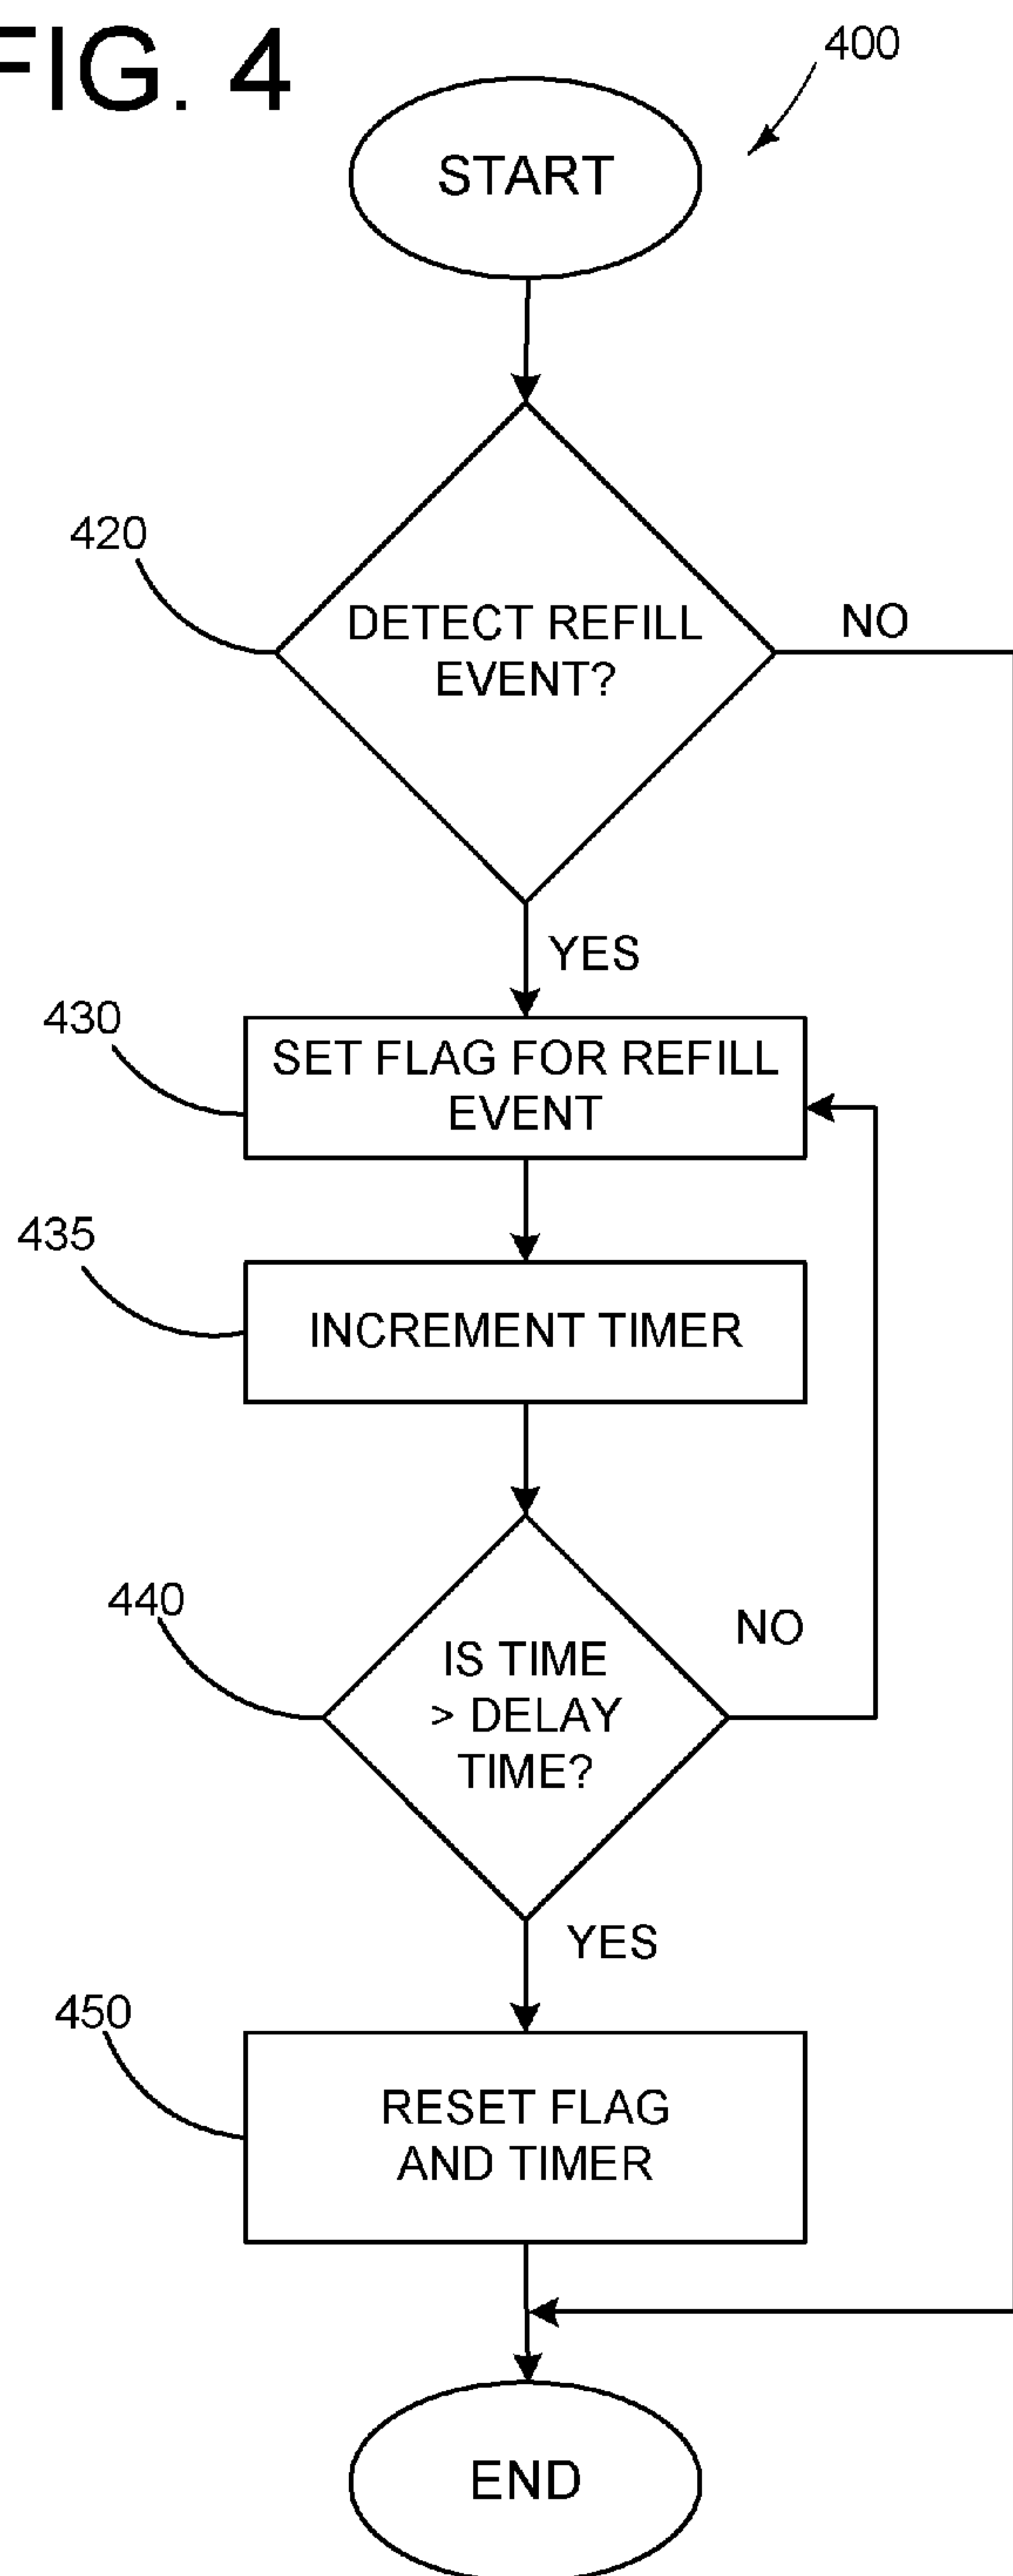 FIG. 4
400
START
420
DETECT REFILL
EVENT?
NO
YES
430
SET FLAG FOR REFILL
EVENT
435
INCREMENT TIMER
440
IS TIME
> DELAY
TIME?
NO
YES
450
RESET FLAG
AND TIMER
END